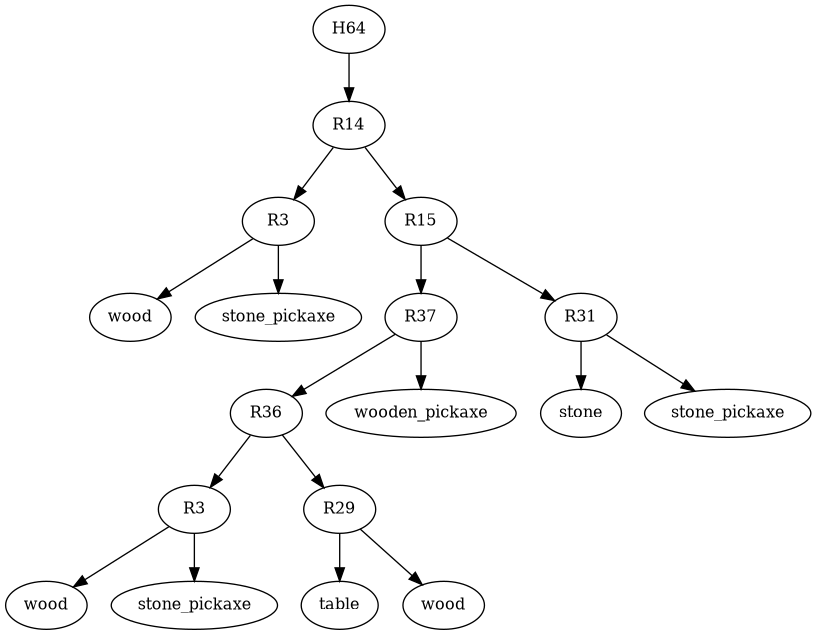 H64
R14
R3
R15
wood
stone_pickaxe
R37
R31
R36
wooden_pickaxe
stone
stone_pickaxe
R3
R29
wood
stone_pickaxe
table
wood